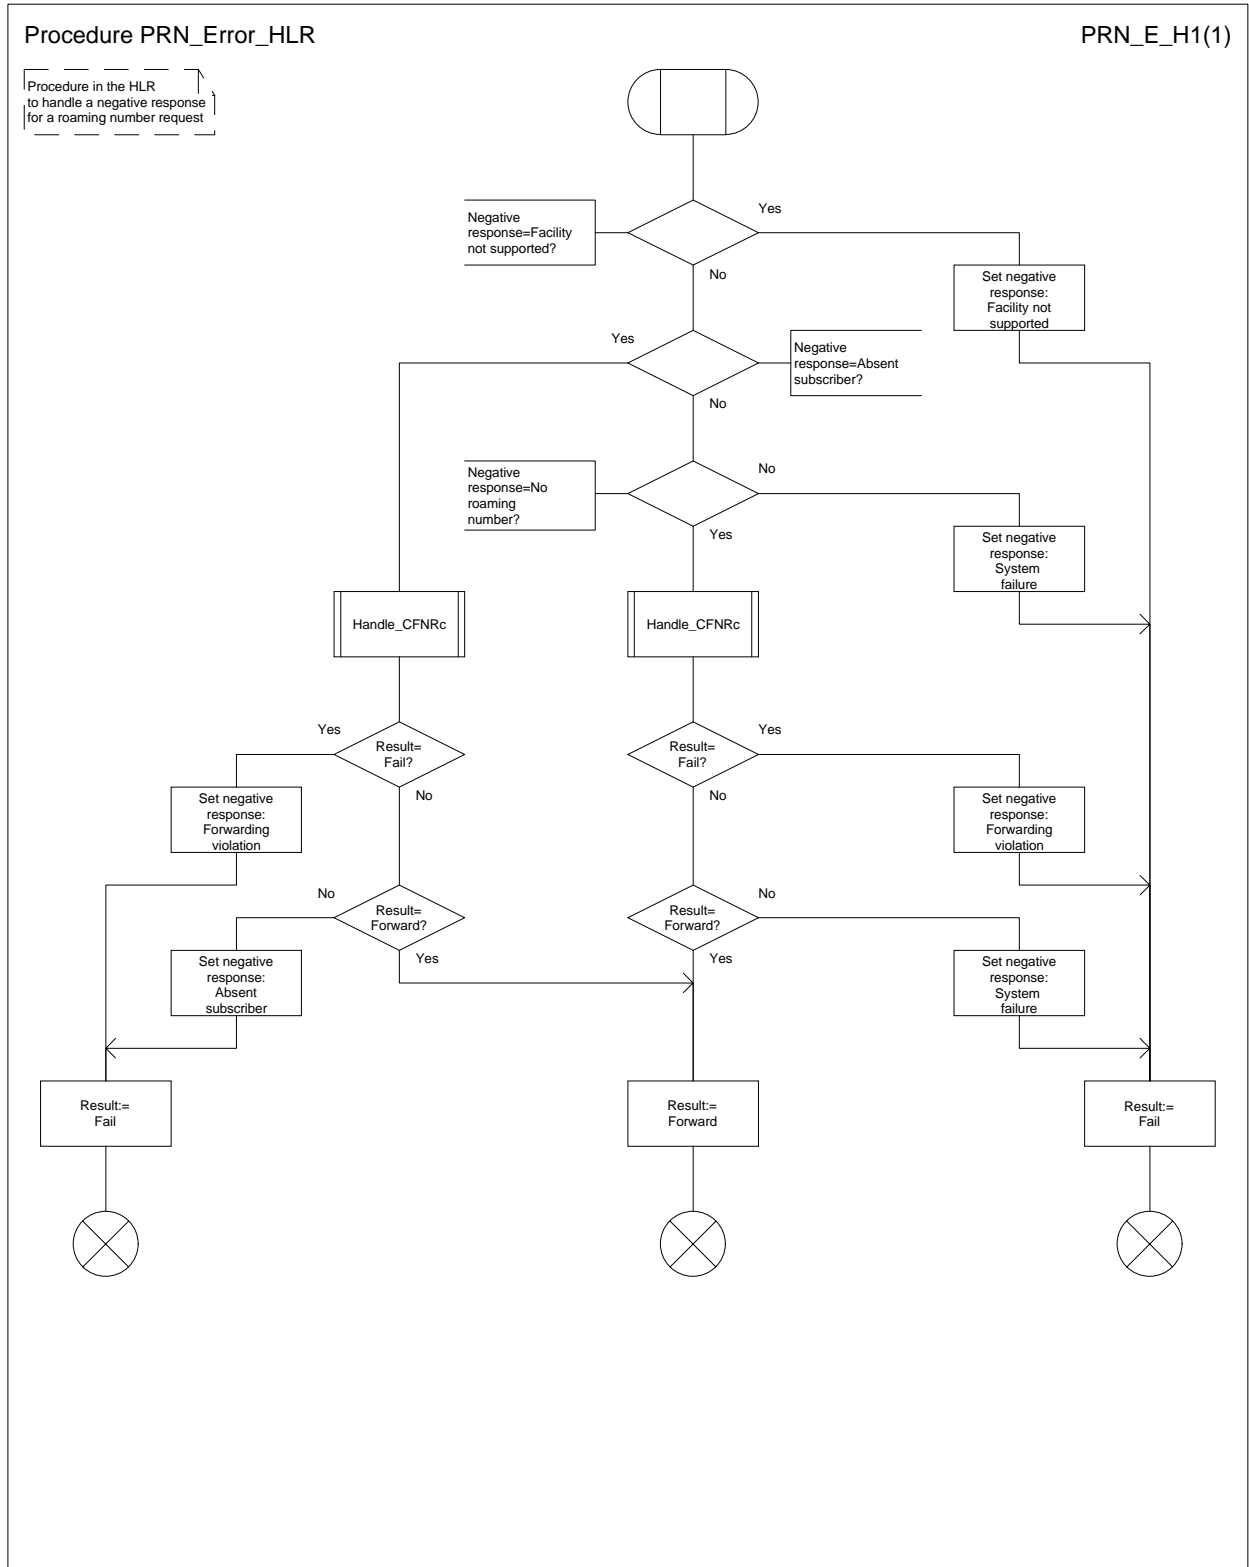 Procedure PRN_Error_HLR
PRN_E_H1(1)
Procedure in the HLR
to handle a negative response
for a roaming number request
Negative
response=Facility
not supported?
Yes
No
Set negative
response:
Facility not
supported
Yes
Negative
response=Absent
subscriber?
No
Negative
response=No
roaming
number?
No
Yes
Set negative
response:
System
failure
Handle_CFNRc
Handle_CFNRc
Yes
Result=
Fail?
No
Result=
Fail?
Yes
No
Set negative
response:
Forwarding
violation
Set negative
response:
Forwarding
violation
No
Result=
Forward?
Yes
Result=
Forward?
No
Yes
Set negative
response:
Absent
subscriber
Set negative
response:
System
failure
Result:=
Fail
Result:=
Forward
Result:=
Fail